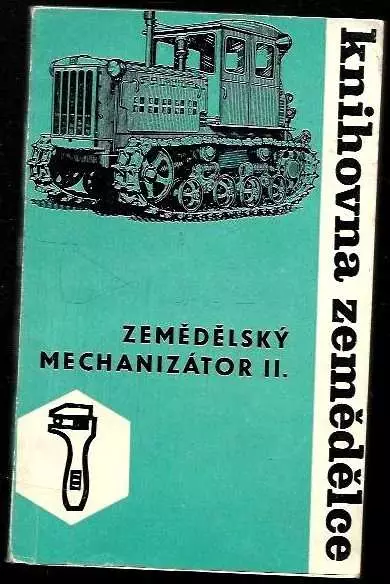 ZEMĚDĚLSKÝ
MECHANIZÁTOR II.
knihovna zemědělce